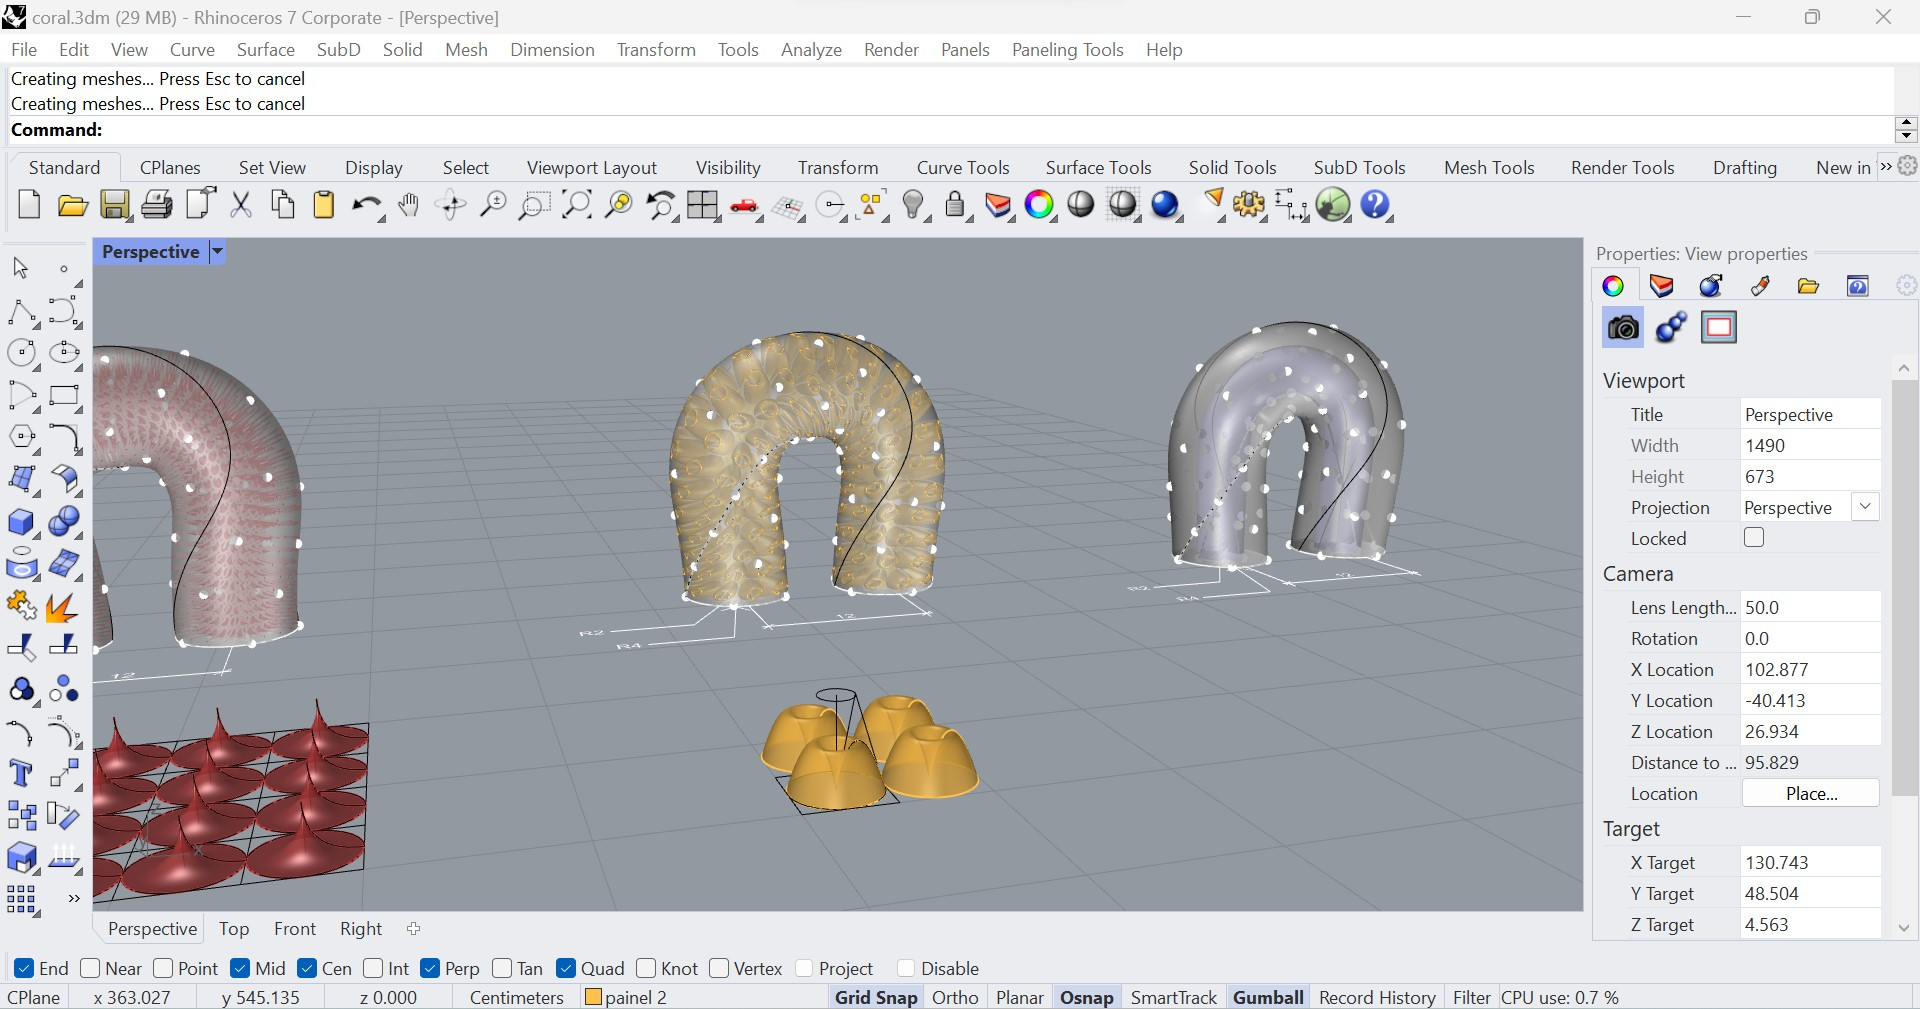 coral.3dm (29 MB) - Rhinoceros 7 Corporate - [Perspective]
File Edit View Curve Surface SubD Solid Mesh Dimension Transform Tools Analyze Render Panels Paneling Tools Help
Creating meshes... Press Esc to cancel
Creating meshes... Press Esc to cancel
Command:
Standard CPlanes Set View Display Select Viewport Layout Visibility Transform Curve Tools Surface Tools Solid Tools SubD Tools Mesh Tools Render Tools Drafting New in
Perspective
Properties: View properties
Viewport
Title Perspective
Width 1490
Height 673
Projection Perspective
Locked
Camera
Lens Length... 50.0
Rotation 0.0
X Location 102.877
Y Location -40.413
Z Location 26.934
Distance to ... 95.829
Location Place...
Target
X Target 130.743
Y Target 48.504
Z Target 4.563
R2
R4
12
R2
R4
12
12
Perspective Top Front Right
End Near Point Mid Cen Int Perp Tan Quad Knot Vertex Project Disable
CPlane x 363.027 y 545.135 z 0.000 Centimeters painel 2 Grid Snap Ortho Planar Osnap SmartTrack Gumball Record History Filter CPU use: 0.7 %